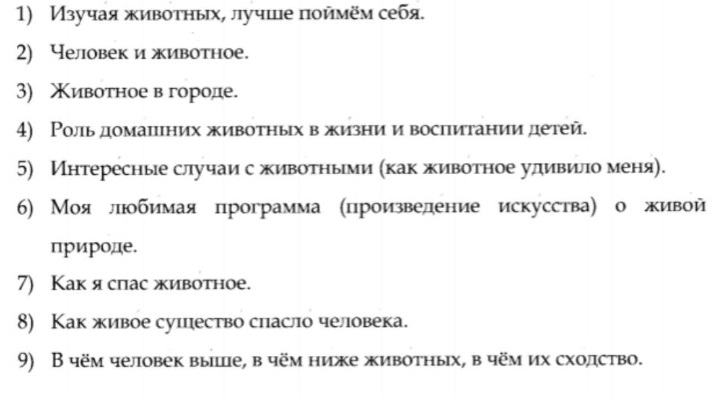 1) Изучая животных, лучше поймём себя.
2) Человек и животное.
3) Животное в городе.
4) Роль домашних животных в жизни и воспитании детей.
5) Интересные случаи с животными (как животное удивило меня).
6) Моя любимая программа (произведение искусства) о живой
природе.
7) Как я спас животное.
8) Как живое существо спасло человека.
9) В чём человек выше, в чём ниже животных, в чём их сходство.